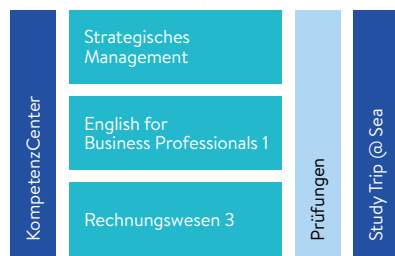 KompetenzCenter
Strategisches
Management
English for
Business Professionals 1
Rechnungswesen 3
Prüfungen
Study Trip @ Sea